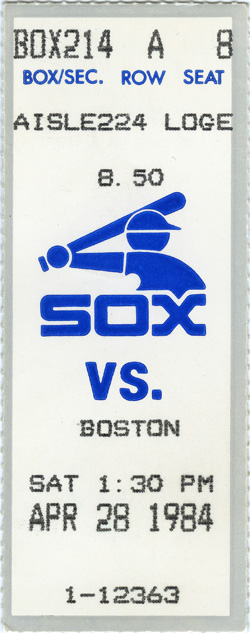 BOX214 A 8
BOX/SEC. ROW SEAT
AISLE224 LOGE
8.50
SOX
VS.
BOSTON
SAT 1:30 PM
APR 28 1984
1-12363